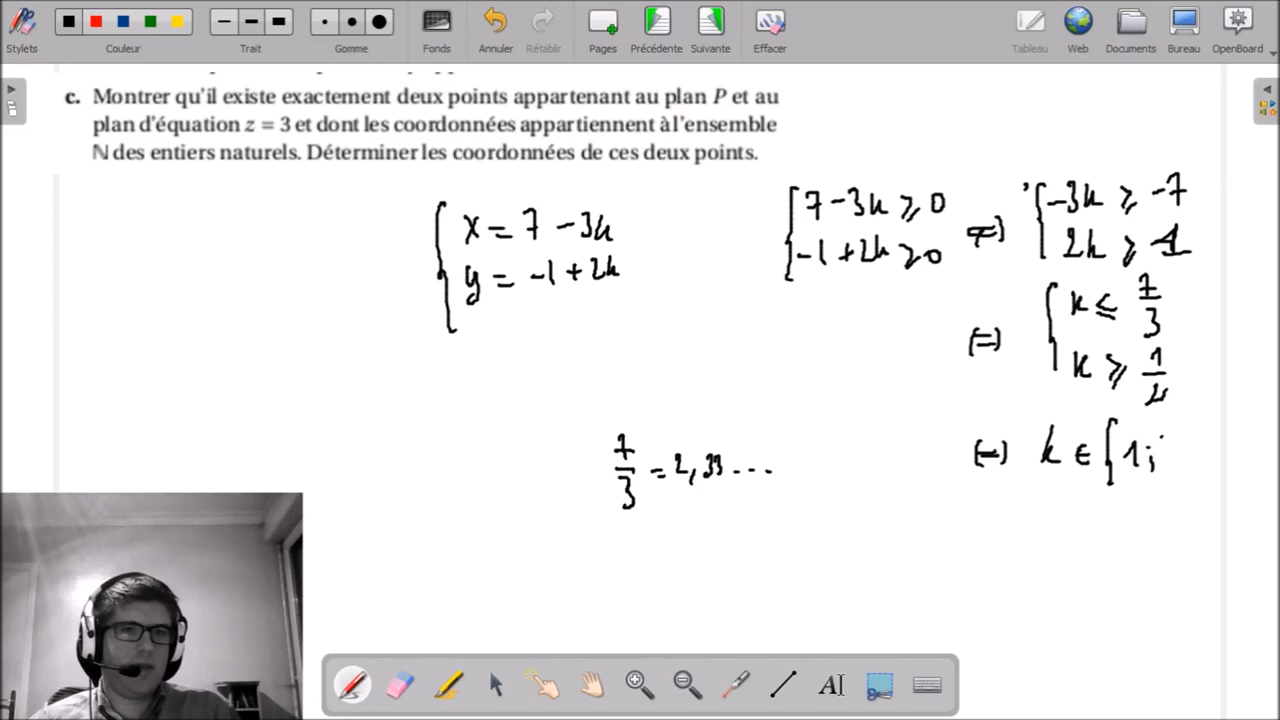 Stylets
Couleur
Trait
Gomme
Fonds
Annuler
Rétablir
Pages
Précédente
Suivante
Effacer
Tableau
Web
Documents
Bureau
OpenBoard
c. Montrer qu'il existe exactement deux points appartenant au plan P et au
plan d'équation z = 3 et dont les coordonnées appartiennent à l'ensemble
ℕ des entiers naturels. Déterminer les coordonnées de ces deux points.
x = 7 - 3k
y = -1 + 2k
7 - 3k ⩾ 0
-1 + 2k ⩾ 0
⇔
-3k ⩾ -7
2k ⩾ 1
⇔
k ≤ 7/3
k ⩾ 1/2
⇔ k ∈ {1;
7/3 = 2,33...
AI